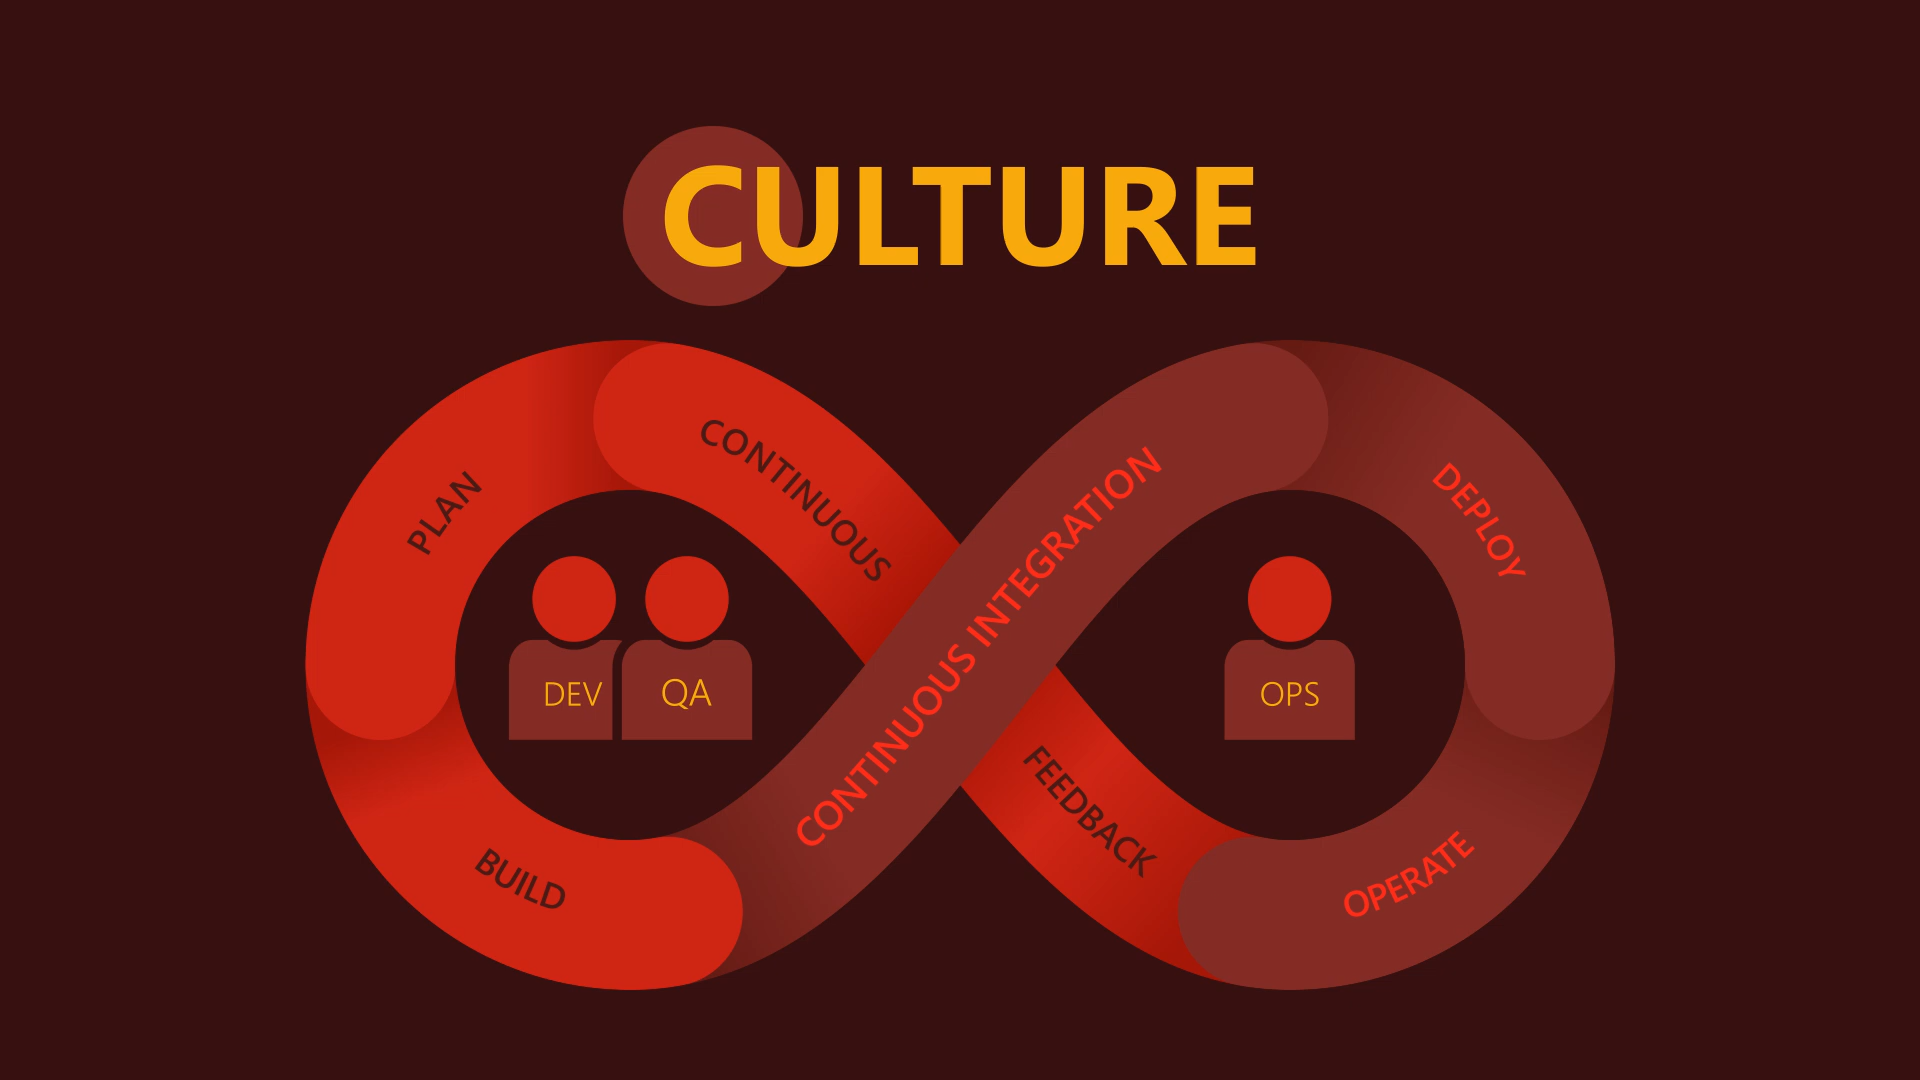 CULTURE
PLAN
CONTINUOUS
CONTINUOUS INTEGRATION
DEPLOY
DEV
QA
OPS
FEEDBACK
BUILD
OPERATE